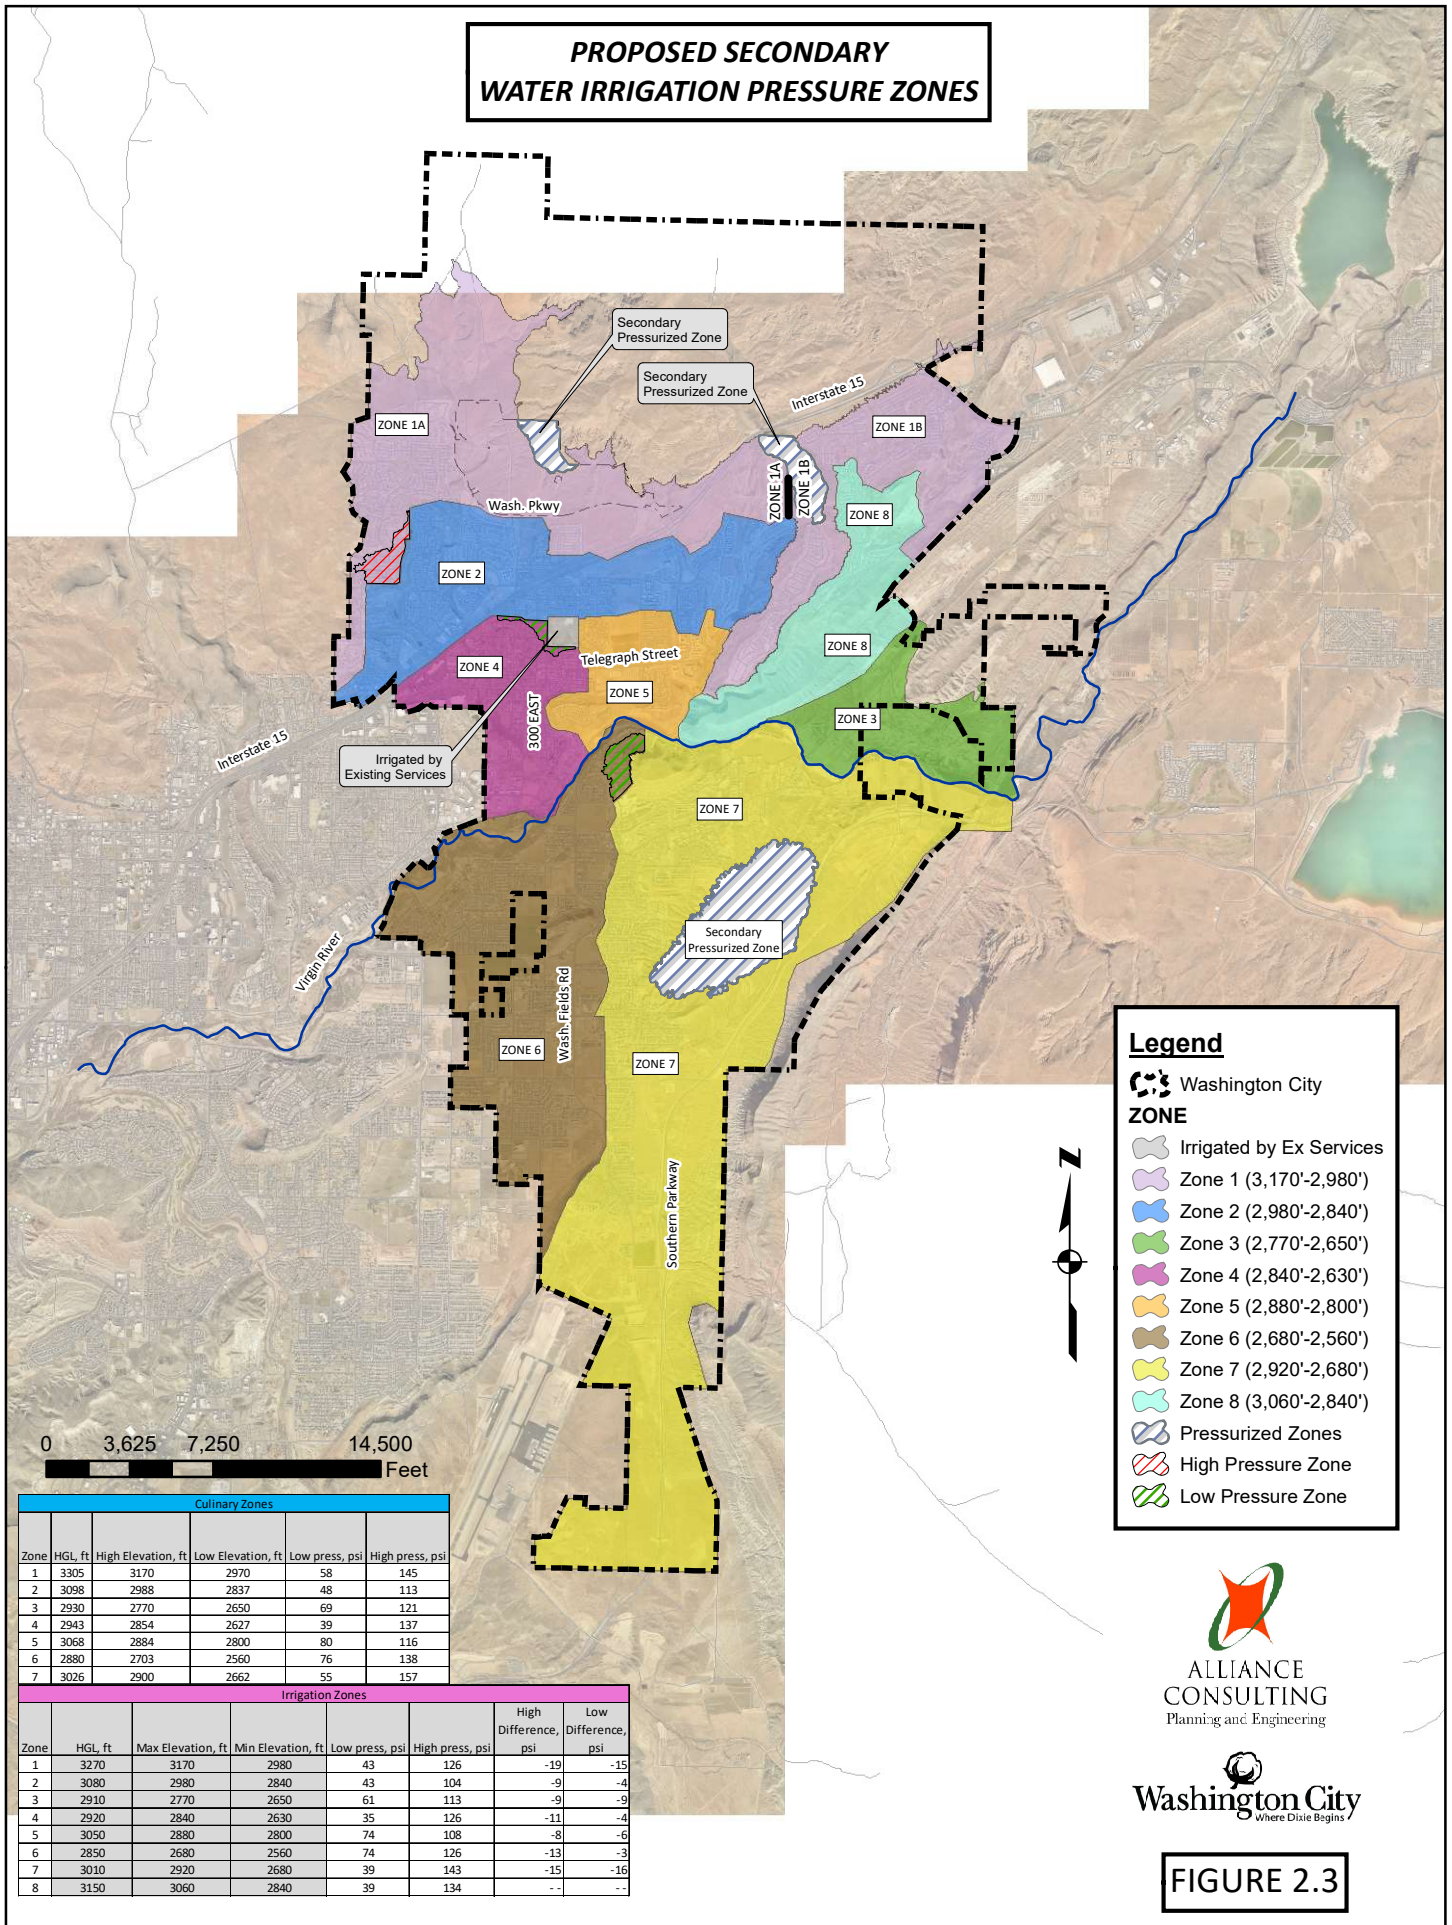 PROPOSED SECONDARY
WATER IRRIGATION PRESSURE ZONES
Secondary
Pressurized Zone
Secondary
Pressurized Zone
Interstate 15
ZONE 1A
ZONE 1B
ZONE 1A
ZONE 1B
Wash. Pkwy
ZONE 8
ZONE 2
ZONE 8
Telegraph Street
ZONE 4
ZONE 5
300 EAST
ZONE 3
Interstate 15
Irrigated by
Existing Services
ZONE 7
Secondary
Pressurized Zone
Virgin River
Wash. Fields Rd
ZONE 6
ZONE 7
Southern Parkway
Legend
Washington City
ZONE
Irrigated by Ex Services
Zone 1 (3,170'-2,980')
Zone 2 (2,980'-2,840')
Zone 3 (2,770'-2,650')
Zone 4 (2,840'-2,630')
Zone 5 (2,880'-2,800')
Zone 6 (2,680'-2,560')
Zone 7 (2,920'-2,680')
Zone 8 (3,060'-2,840')
Pressurized Zones
High Pressure Zone
Low Pressure Zone
N
0 3,625 7,250 14,500
Feet
Culinary Zones
Zone HGL, ft High Elevation, ft Low Elevation, ft Low press, psi High press, psi
1 3305 3170 2970 58 145
2 3098 2988 2837 48 113
3 2930 2770 2650 69 121
4 2943 2854 2627 39 137
5 3068 2884 2800 80 116
6 2880 2703 2560 76 138
7 3026 2900 2662 55 157
Irrigation Zones
High Low
Difference, Difference,
Zone HGL, ft Max Elevation, ft Min Elevation, ft Low press, psi High press, psi psi psi
1 3270 3170 2980 43 126 -19 -15
2 3080 2980 2840 43 104 -9 -4
3 2910 2770 2650 61 113 -9 -9
4 2920 2840 2630 35 126 -11 -4
5 3050 2880 2800 74 108 -8 -6
6 2850 2680 2560 74 126 -13 -3
7 3010 2920 2680 39 143 -15 -16
8 3150 3060 2840 39 134 -- --
ALLIANCE
CONSULTING
Planning and Engineering
Washington City
Where Dixie Begins
FIGURE 2.3